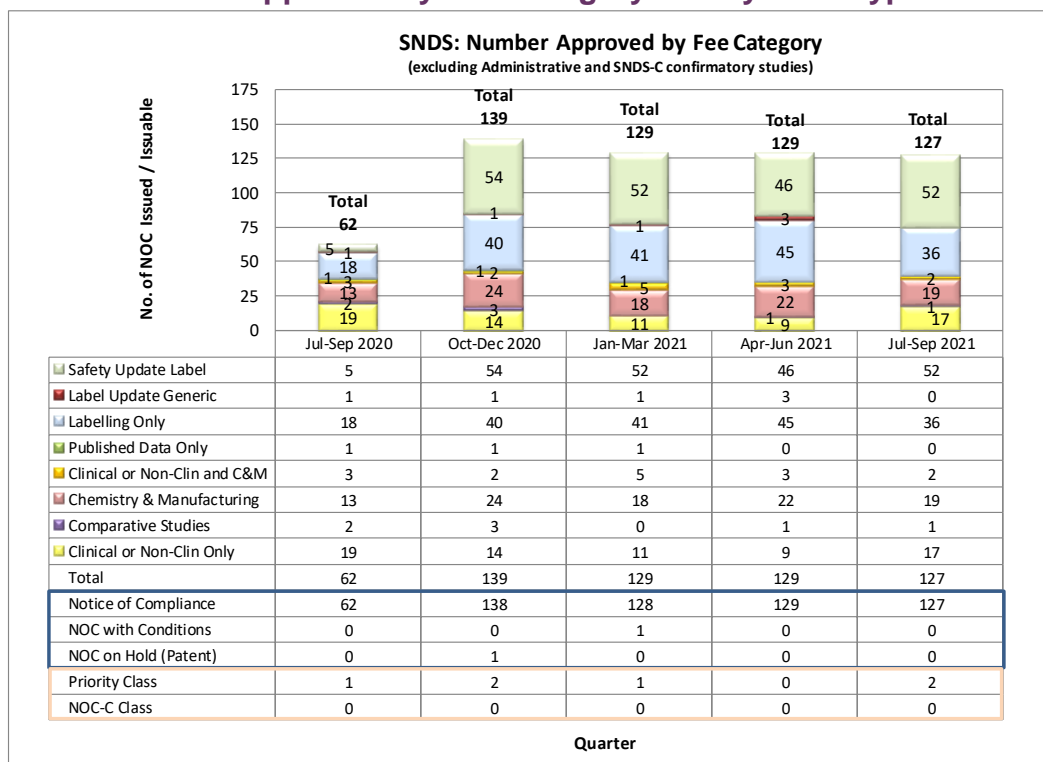 SNDS: Number Approved by Fee Category
(excluding Administrative and SNDS-C confirmatory studies)
No. of NOC Issued / Issuable
175
150
125
100
75
50
25
0
Total
62
5 1
18
1 3
13
2
19
Total
139
54
1
40
1 2
24
3
14
Total
129
52
1
41
1 5
18
11
Total
129
46
3
45
3
22
1 9
Total
127
52
36
2
19
1
17
Jul-Sep 2020 Oct-Dec 2020 Jan-Mar 2021 Apr-Jun 2021 Jul-Sep 2021
Safety Update Label 5 54 52 46 52
Label Update Generic 1 1 1 3 0
Labelling Only 18 40 41 45 36
Published Data Only 1 1 1 0 0
Clinical or Non-Clin and C&M 3 2 5 3 2
Chemistry & Manufacturing 13 24 18 22 19
Comparative Studies 2 3 0 1 1
Clinical or Non-Clin Only 19 14 11 9 17
Total 62 139 129 129 127
Notice of Compliance 62 138 128 129 127
NOC with Conditions 0 0 1 0 0
NOC on Hold (Patent) 0 1 0 0 0
Priority Class 1 2 1 0 2
NOC-C Class 0 0 0 0 0
Quarter